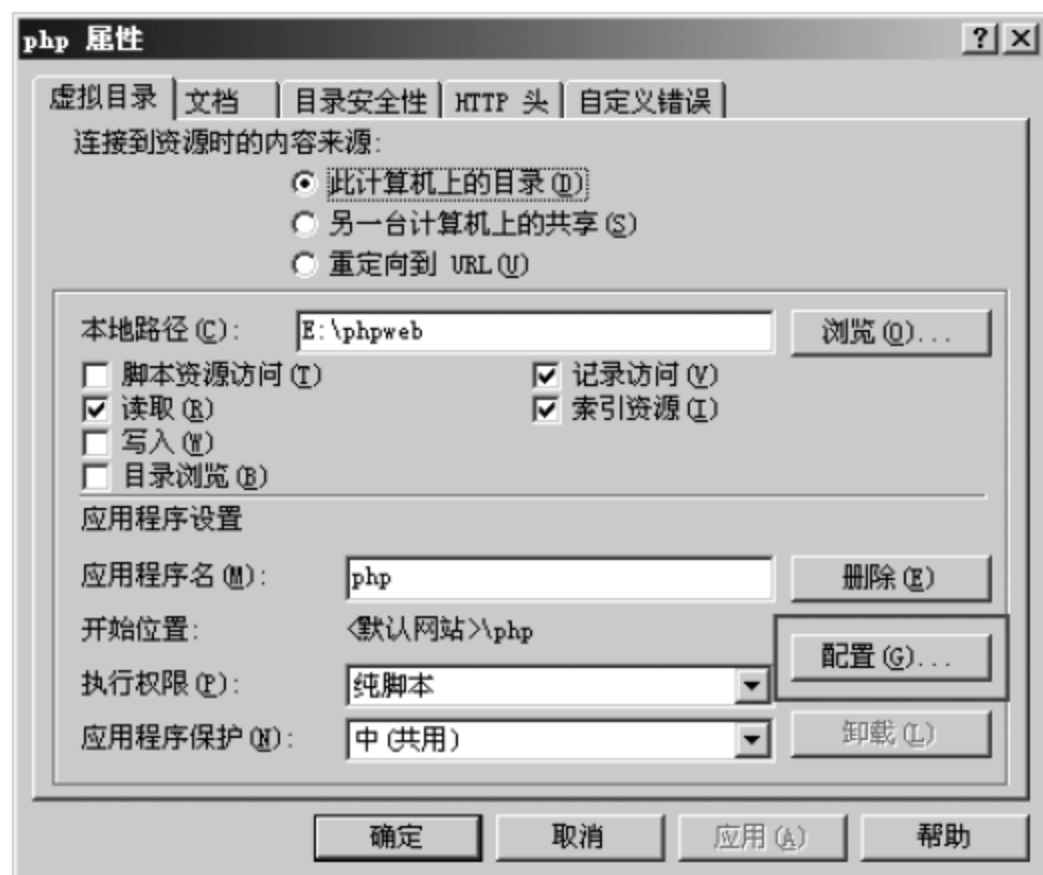 php 属性
虚拟目录 文档 目录安全性 HTTP 头 自定义错误
连接到资源时的内容来源:
此计算机上的目录(D)
另一台计算机上的共享(S)
重定向到 URL(U)
本地路径(C): E:\phpweb 浏览(O)...
脚本资源访问(T) 记录访问(V)
读取(R) 索引资源(I)
写入(W)
目录浏览(B)
应用程序设置
应用程序名(M): php 删除(E)
开始位置: <默认网站>\php
配置(G)...
执行权限(P): 纯脚本
应用程序保护(N): 中(共用) 卸载(L)
确定 取消 应用(A) 帮助